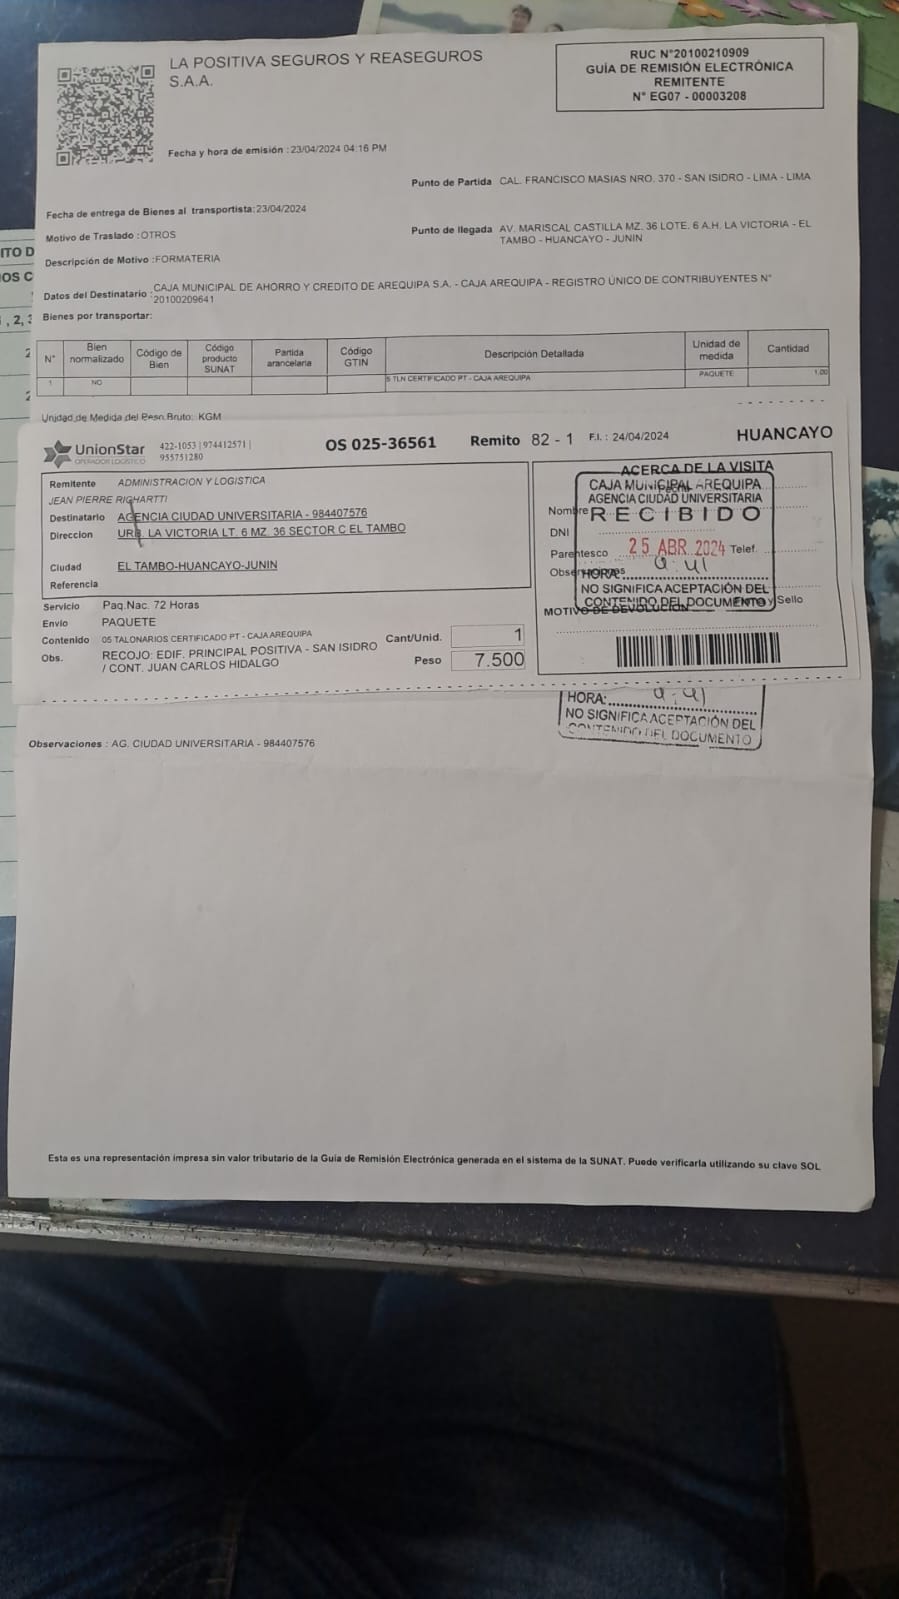 LA POSITIVA SEGUROS Y REASEGUROS
S.A.A.
RUC N°20100210909
GUÍA DE REMISIÓN ELECTRÓNICA
REMITENTE
N° EG07 - 00003208
Fecha y hora de emisión :23/04/2024 04:16 PM
Punto de Partida CAL. FRANCISCO MASIAS NRO. 370 - SAN ISIDRO - LIMA - LIMA
Fecha de entrega de Bienes al transportista:23/04/2024
Punto de llegada AV. MARISCAL CASTILLA MZ. 36 LOTE. 6 A.H. LA VICTORIA - EL
TAMBO - HUANCAYO - JUNIN
Motivo de Traslado :OTROS
Descripción de Motivo :FORMATERIA
Datos del Destinatario : CAJA MUNICIPAL DE AHORRO Y CREDITO DE AREQUIPA S.A. - CAJA AREQUIPA - REGISTRO ÚNICO DE CONTRIBUYENTES N°
20100209641
Bienes por transportar:
N° Bien normalizado Código de Bien Código producto SUNAT Partida arancelaria Código GTIN Descripción Detallada Unidad de medida Cantidad
1 NO 5 TLN CERTIFICADO PT - CAJA AREQUIPA PAQUETE 1.00
Unidad de Medida del Peso Bruto: KGM
UnionStar
OPERADOR LOGISTICO
422-1053 | 974412571 |
955751280
OS 025-36561 Remito 82 - 1 F.I. : 24/04/2024 HUANCAYO
Remitente ADMINISTRACION Y LOGISTICA
JEAN PIERRE RIGHARTTI
Destinatario AGENCIA CIUDAD UNIVERSITARIA - 984407576
Direccion URB. LA VICTORIA LT. 6 MZ. 36 SECTOR C EL TAMBO
Ciudad EL TAMBO-HUANCAYO-JUNIN
Referencia
Servicio Paq.Nac. 72 Horas
Envio PAQUETE
Contenido 05 TALONARIOS CERTIFICADO PT - CAJA AREQUIPA
Obs. RECOJO: EDIF. PRINCIPAL POSITIVA - SAN ISIDRO
/ CONT. JUAN CARLOS HIDALGO
Cant/Unid. 1
Peso 7.500
ACERCA DE LA VISITA
CAJA MUNICIPAL AREQUIPA
AGENCIA CIUDAD UNIVERSITARIA
Nombre RECIBIDO
DNI
Parentesco 25 ABR. 2024 Telef.
Observaciones HORA: 9:41
NO SIGNIFICA ACEPTACIÓN DEL
CONTENIDO DEL DOCUMENTO y Sello
MOTIVO DE DEVOLUCION
HORA: 9:41
NO SIGNIFICA ACEPTACIÓN DEL
CONTENIDO DEL DOCUMENTO
Observaciones : AG. CIUDAD UNIVERSITARIA - 984407576
Esta es una representación impresa sin valor tributario de la Guía de Remisión Electrónica generada en el sistema de la SUNAT. Puede verificarla utilizando su clave SOL